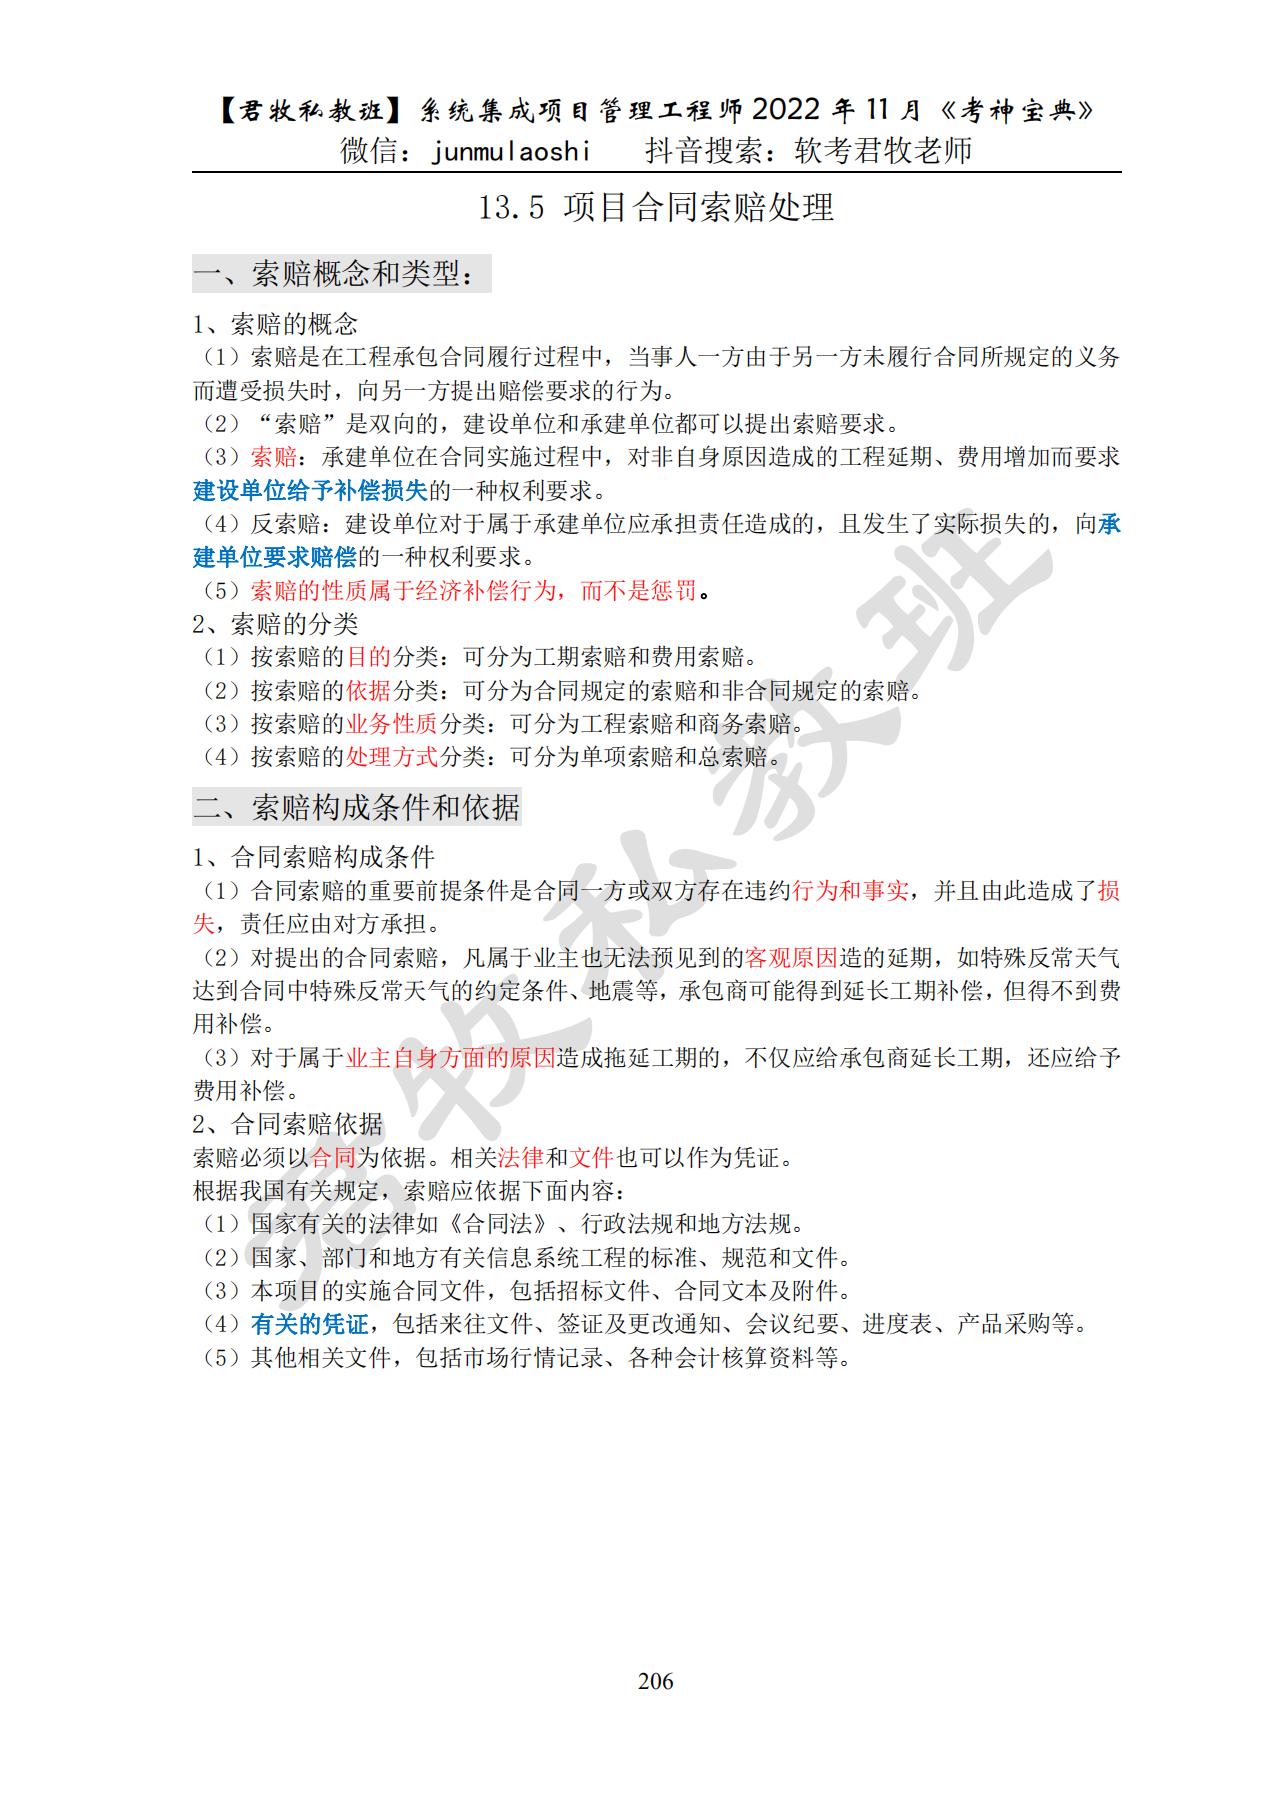 【君牧私教班】系统集成项目管理工程师 2022 年 11 月《考神宝典》
微信：junmulaoshi 抖音搜索：软考君牧老师
13.5 项目合同索赔处理
一、索赔概念和类型：
1、索赔的概念
（1）索赔是在工程承包合同履行过程中，当事人一方由于另一方未履行合同所规定的义务
而遭受损失时，向另一方提出赔偿要求的行为。
（2）“索赔”是双向的，建设单位和承建单位都可以提出索赔要求。
（3）索赔：承建单位在合同实施过程中，对非自身原因造成的工程延期、费用增加而要求
建设单位给予补偿损失的一种权利要求。
（4）反索赔：建设单位对于属于承建单位应承担责任造成的，且发生了实际损失的，向承
建单位要求赔偿的一种权利要求。
（5）索赔的性质属于经济补偿行为，而不是惩罚。
2、索赔的分类
（1）按索赔的目的分类：可分为工期索赔和费用索赔。
（2）按索赔的依据分类：可分为合同规定的索赔和非合同规定的索赔。
（3）按索赔的业务性质分类：可分为工程索赔和商务索赔。
（4）按索赔的处理方式分类：可分为单项索赔和总索赔。
二、索赔构成条件和依据
1、合同索赔构成条件
（1）合同索赔的重要前提条件是合同一方或双方存在违约行为和事实，并且由此造成了损
失，责任应由对方承担。
（2）对提出的合同索赔，凡属于业主也无法预见到的客观原因造的延期，如特殊反常天气
达到合同中特殊反常天气的约定条件、地震等，承包商可能得到延长工期补偿，但得不到费
用补偿。
（3）对于属于业主自身方面的原因造成拖延工期的，不仅应给承包商延长工期，还应给予
费用补偿。
2、合同索赔依据
索赔必须以合同为依据。相关法律和文件也可以作为凭证。
根据我国有关规定，索赔应依据下面内容：
（1）国家有关的法律如《合同法》、行政法规和地方法规。
（2）国家、部门和地方有关信息系统工程的标准、规范和文件。
（3）本项目的实施合同文件，包括招标文件、合同文本及附件。
（4）有关的凭证，包括来往文件、签证及更改通知、会议纪要、进度表、产品采购等。
（5）其他相关文件，包括市场行情记录、各种会计核算资料等。
君牧私教班
206